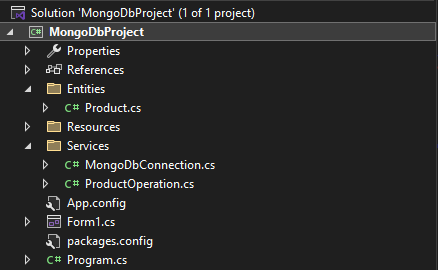 Solution 'MongoDbProject' (1 of 1 project)
C# MongoDbProject
Properties
References
Entities
C# Product.cs
Resources
Services
C# MongoDbConnection.cs
C# ProductOperation.cs
App.config
Form1.cs
packages.config
C# Program.cs